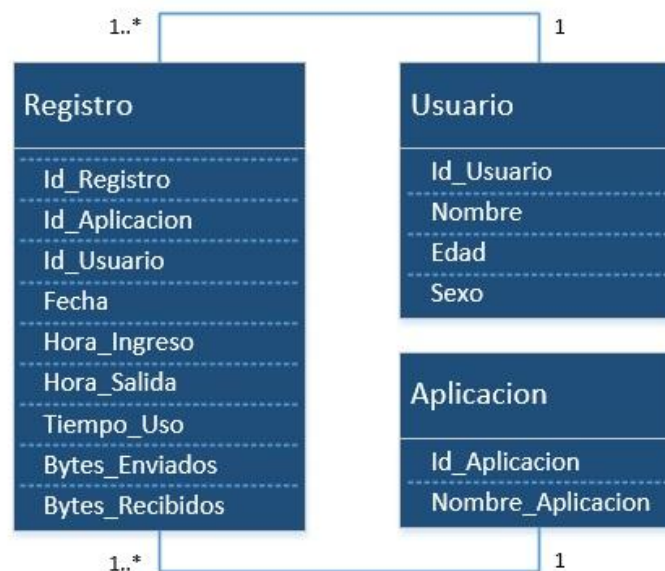 1..*
1
Registro
Id_Registro
Id_Aplicacion
Id_Usuario
Fecha
Hora_Ingreso
Hora_Salida
Tiempo_Uso
Bytes_Enviados
Bytes_Recibidos
Usuario
Id_Usuario
Nombre
Edad
Sexo
Aplicacion
Id_Aplicacion
Nombre_Aplicacion
1..*
1